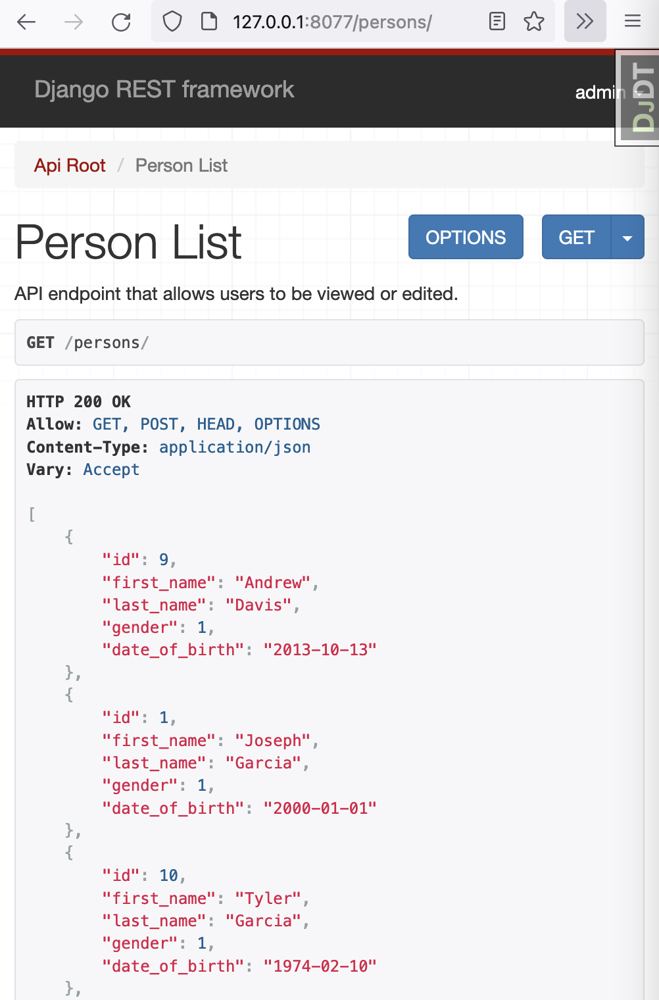 127.0.0.1:8077/persons/
Django REST framework
admin
DJDT
Api Root / Person List
Person List
OPTIONS
GET
API endpoint that allows users to be viewed or edited.
GET /persons/
HTTP 200 OK
Allow: GET, POST, HEAD, OPTIONS
Content-Type: application/json
Vary: Accept
[
    {
        "id": 9,
        "first_name": "Andrew",
        "last_name": "Davis",
        "gender": 1,
        "date_of_birth": "2013-10-13"
    },
    {
        "id": 1,
        "first_name": "Joseph",
        "last_name": "Garcia",
        "gender": 1,
        "date_of_birth": "2000-01-01"
    },
    {
        "id": 10,
        "first_name": "Tyler",
        "last_name": "Garcia",
        "gender": 1,
        "date_of_birth": "1974-02-10"
    },